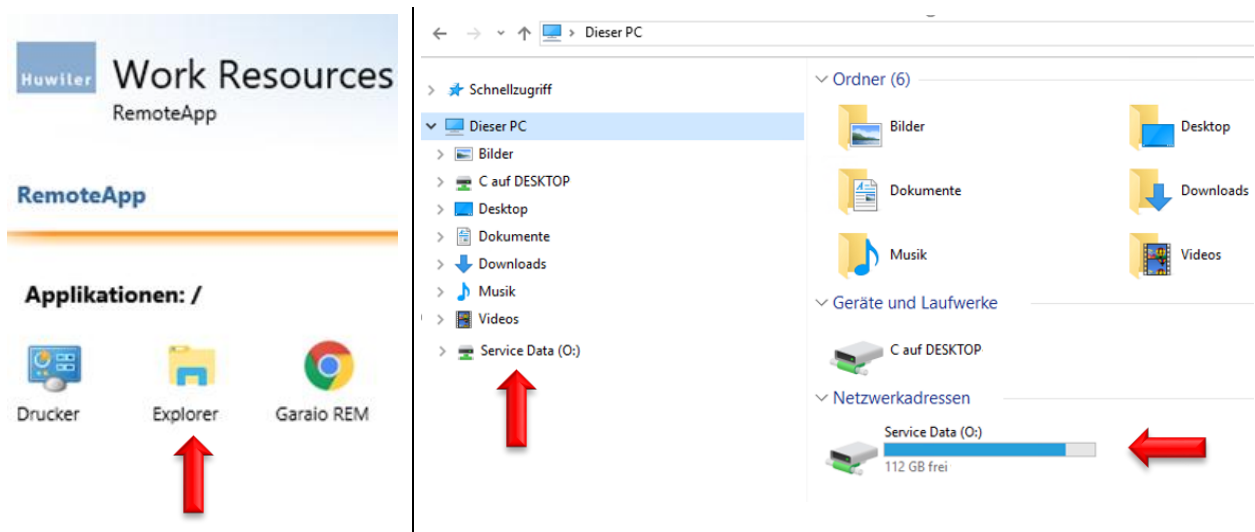 Huwiler
Work Resources
RemoteApp
RemoteApp
Applikationen: /
Drucker
Explorer
Garaio REM
Dieser PC
Schnellzugriff
Dieser PC
Bilder
C auf DESKTOP
Desktop
Dokumente
Downloads
Musik
Videos
Service Data (O:)
Ordner (6)
Bilder
Desktop
Dokumente
Downloads
Musik
Videos
Geräte und Laufwerke
C auf DESKTOP
Netzwerkadressen
Service Data (O:)
112 GB frei